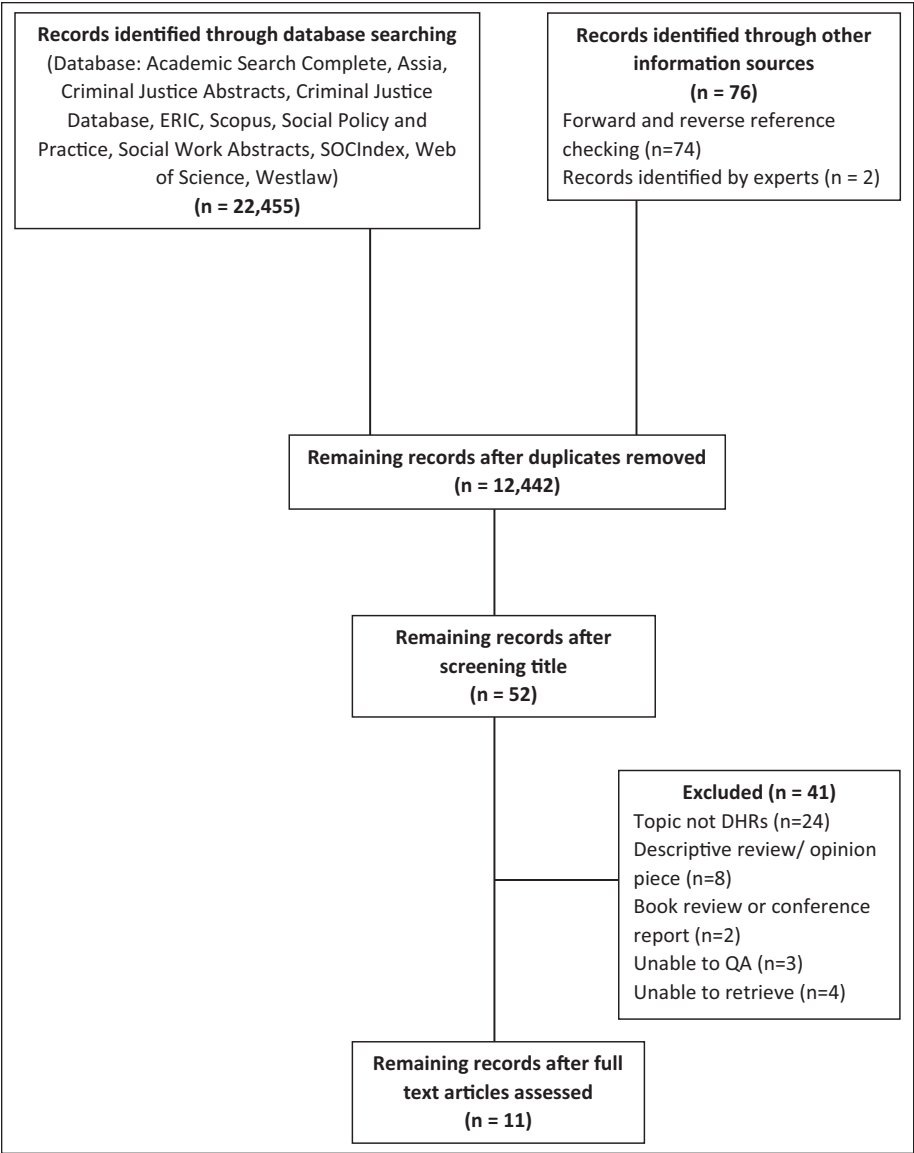 Records identified through database searching
(Database: Academic Search Complete, Assia,
Criminal Justice Abstracts, Criminal Justice
Database, ERIC, Scopus, Social Policy and
Practice, Social Work Abstracts, SOCIndex, Web
of Science, Westlaw)
(n = 22,455)
Records identified through other
information sources
(n = 76)
Forward and reverse reference
checking (n=74)
Records identified by experts (n = 2)
Remaining records after duplicates removed
(n = 12,442)
Remaining records after
screening title
(n = 52)
Excluded (n = 41)
Topic not DHRs (n=24)
Descriptive review/ opinion
piece (n=8)
Book review or conference
report (n=2)
Unable to QA (n=3)
Unable to retrieve (n=4)
Remaining records after full
text articles assessed
(n = 11)